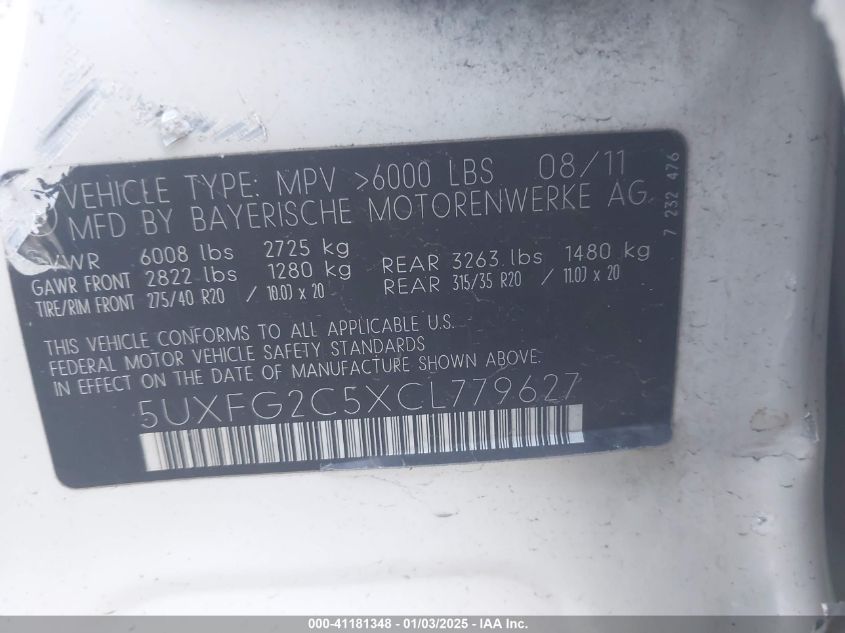 VEHICLE TYPE: MPV >6000 LBS 08/11
MFD BY BAYERISCHE MOTORENWERKE AG.
GVWR 6008 lbs 2725 kg
GAWR FRONT 2822 lbs 1280 kg REAR 3263 lbs 1480 kg
TIRE/RIM FRONT 275/40 R20 / 10.0J x 20 REAR 315/35 R20 / 11.0J x 20
THIS VEHICLE CONFORMS TO ALL APPLICABLE U.S.
FEDERAL MOTOR VEHICLE SAFETY STANDARDS
IN EFFECT ON THE DATE OF MANUFACTURE SHOWN ABOVE.
5UXFG2C5XCL779627
7 232 476
000-41181348 - 01/03/2025 - IAA Inc.